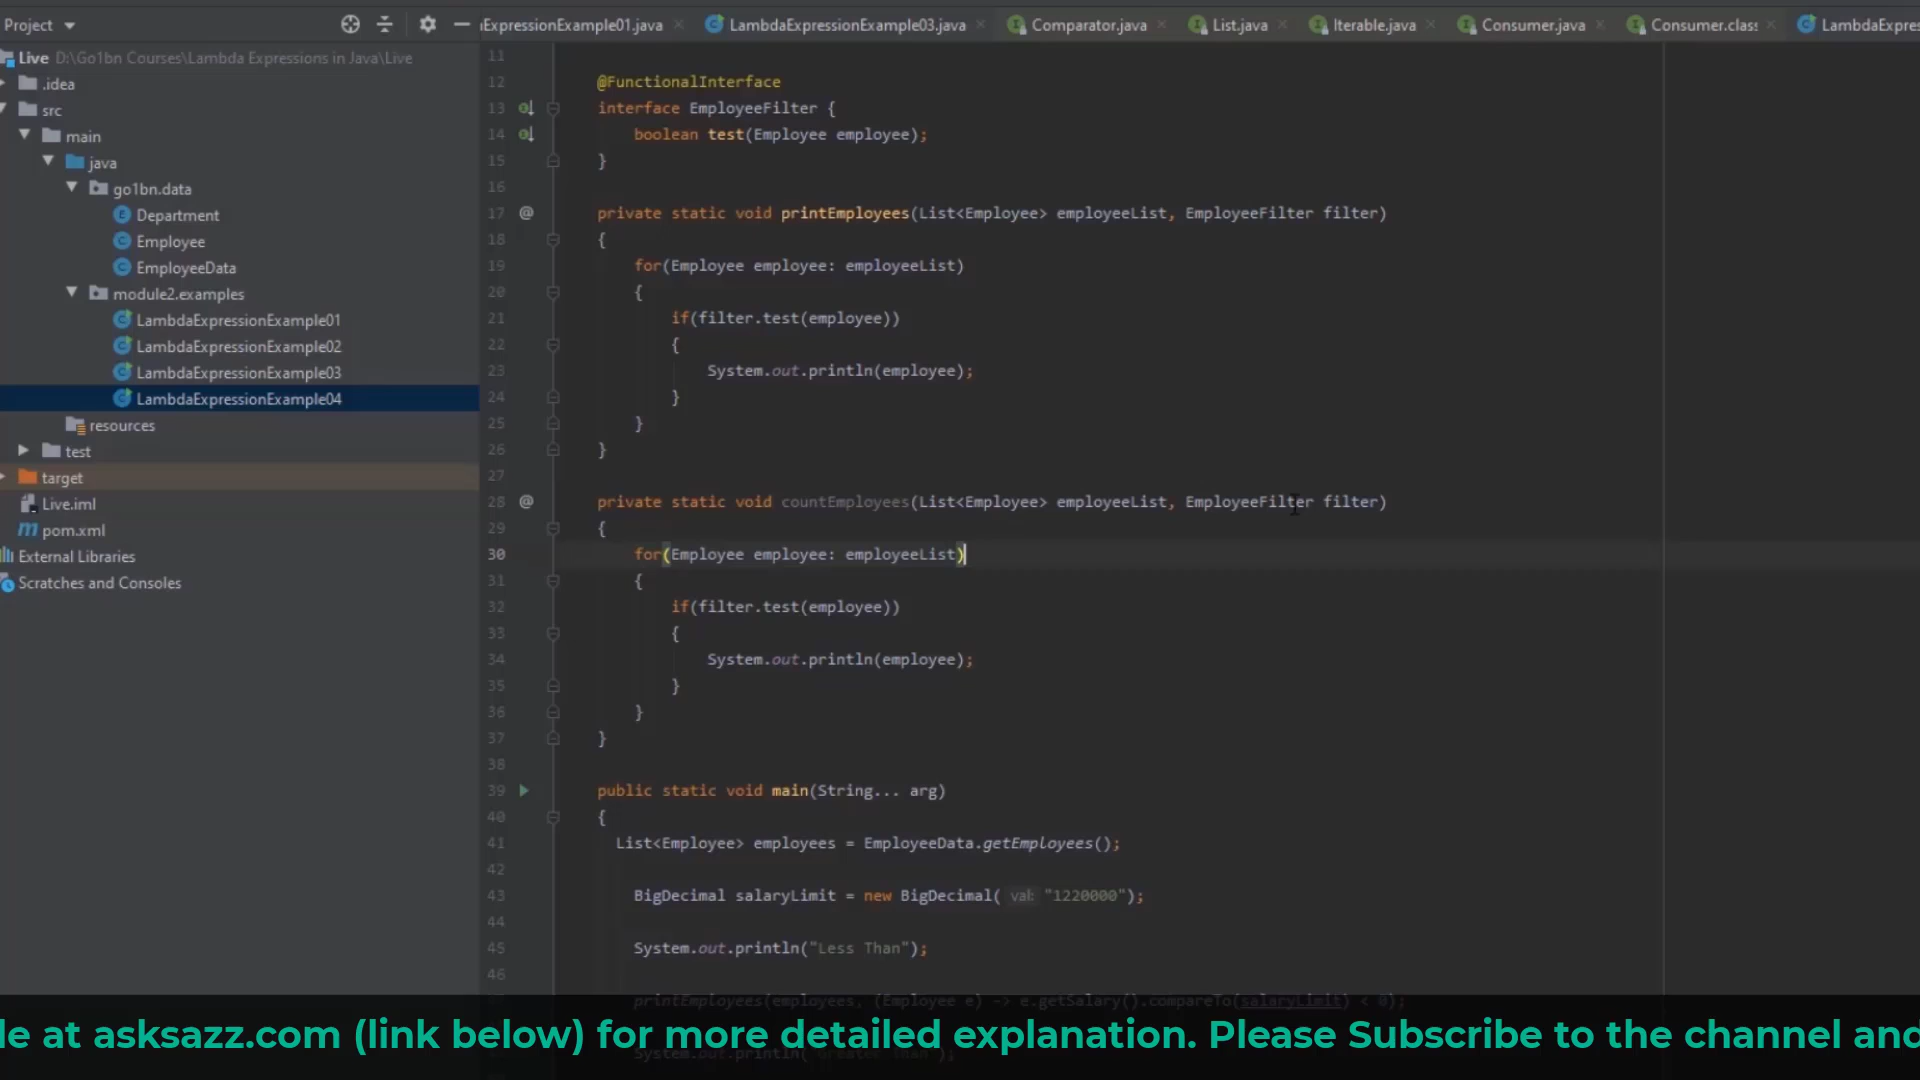 Project
ExpressionExample01.java
LambdaExpressionExample03.java
Comparator.java
List.java
Iterable.java
Consumer.java
Consumer.class
LambdaExpres
Live D:\Go1bn Courses\Lambda Expressions in Java\Live
.idea
src
main
java
go1bn.data
Department
Employee
EmployeeData
module2.examples
LambdaExpressionExample01
LambdaExpressionExample02
LambdaExpressionExample03
LambdaExpressionExample04
resources
test
target
Live.iml
pom.xml
External Libraries
Scratches and Consoles
11
12 @FunctionalInterface
13 interface EmployeeFilter {
14 boolean test(Employee employee);
15 }
16
17 @ private static void printEmployees(List<Employee> employeeList, EmployeeFilter filter)
18 {
19 for(Employee employee: employeeList)
20 {
21 if(filter.test(employee))
22 {
23 System.out.println(employee);
24 }
25 }
26 }
27
28 @ private static void countEmployees(List<Employee> employeeList, EmployeeFilter filter)
29 {
30 for(Employee employee: employeeList)
31 {
32 if(filter.test(employee))
33 {
34 System.out.println(employee);
35 }
36 }
37 }
38
39 public static void main(String... arg)
40 {
41 List<Employee> employees = EmployeeData.getEmployees();
42
43 BigDecimal salaryLimit = new BigDecimal( val: "1220000");
44
45 System.out.println("Less Than");
46
printEmployees(employees, (Employee e) -> e.getSalary().compareTo(salaryLimit) < 0);
le at asksazz.com (link below) for more detailed explanation. Please Subscribe to the channel and